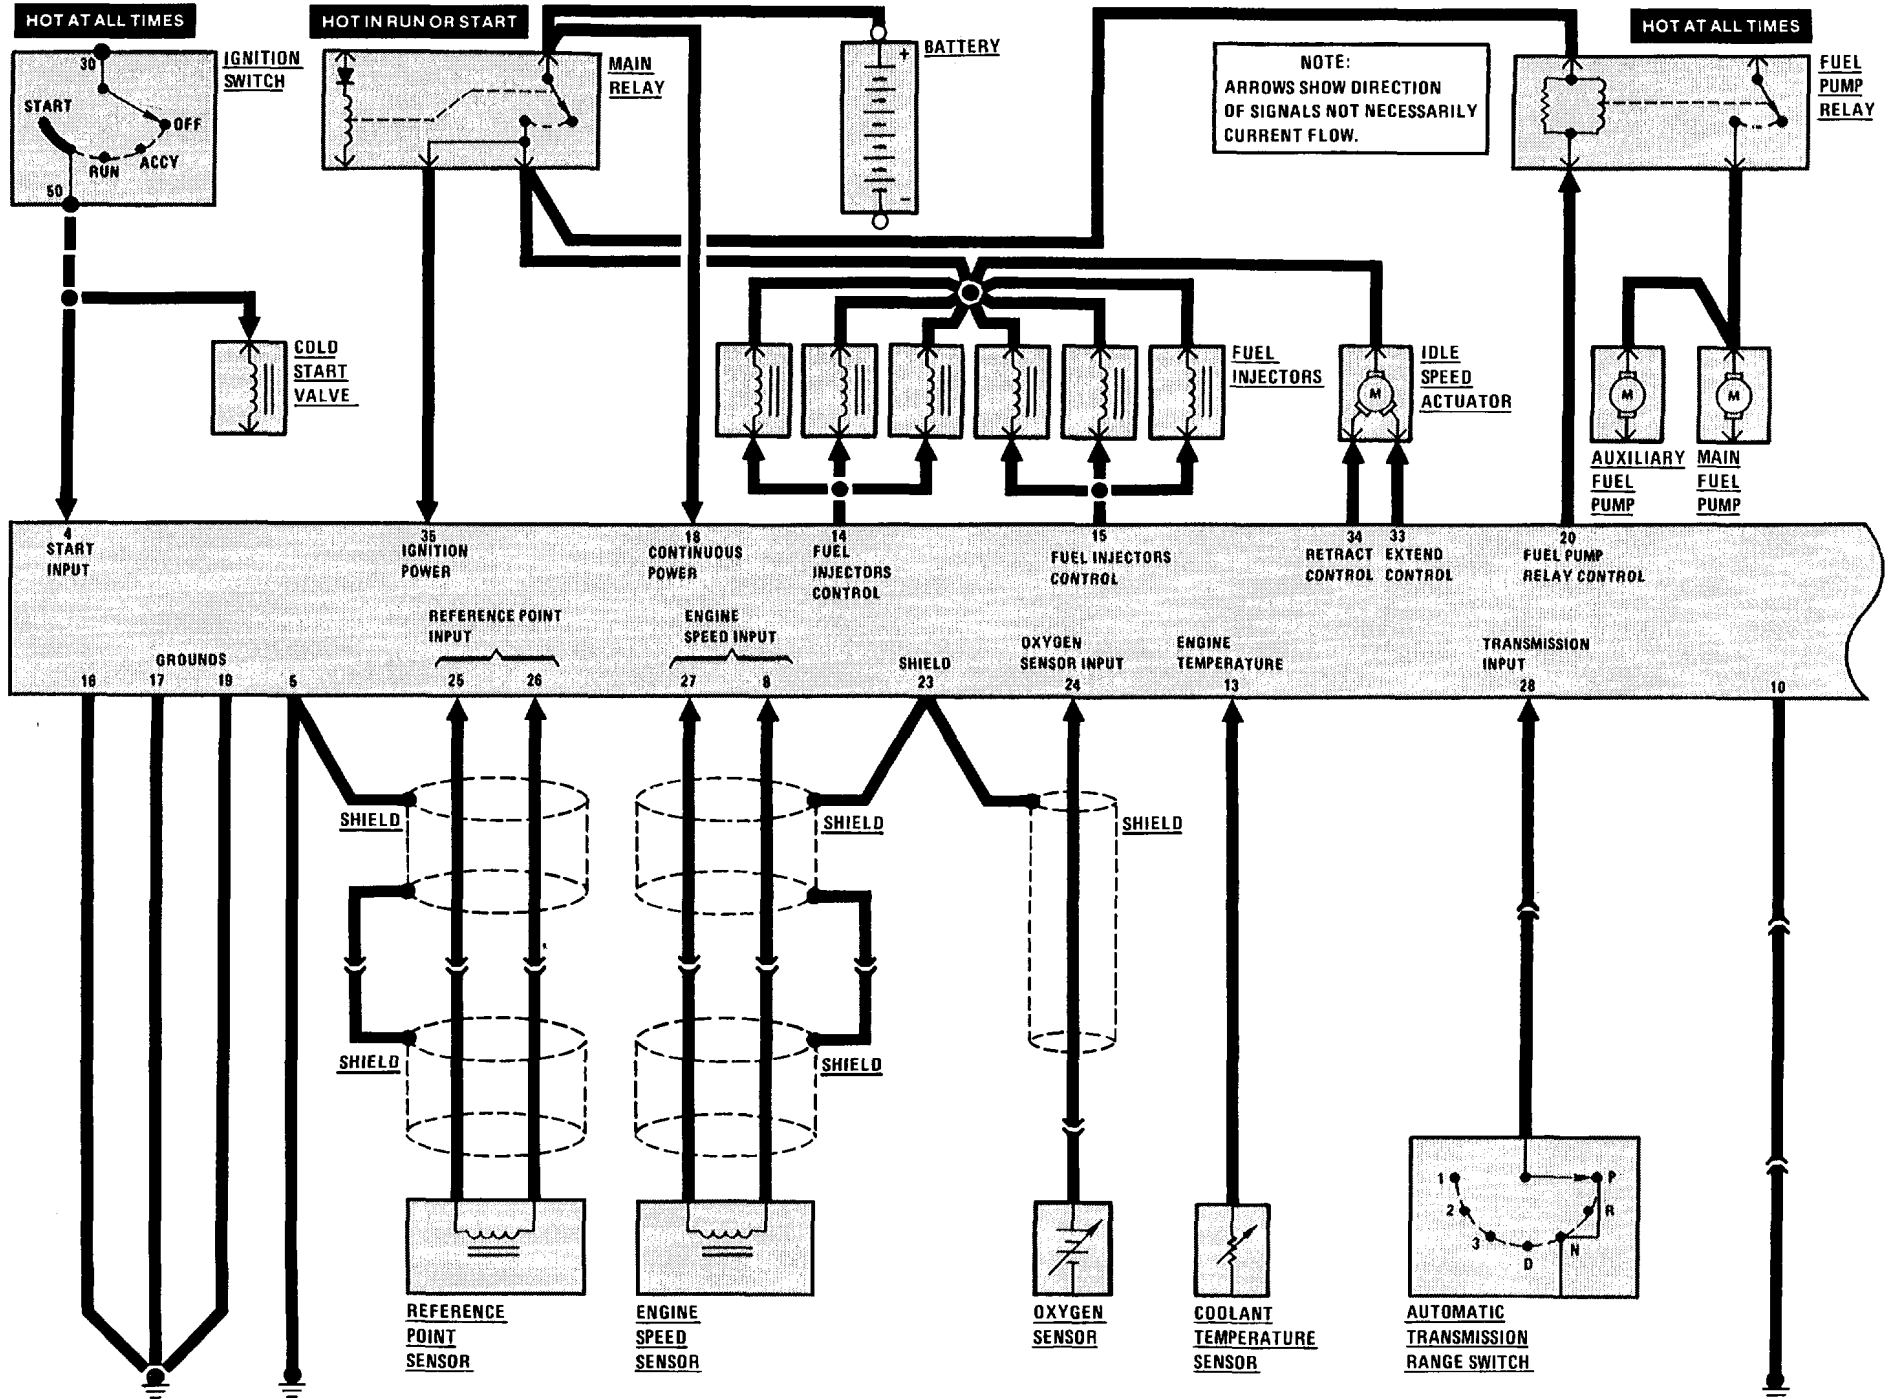 HOT AT ALL TIMES
HOT IN RUN OR START
HOT AT ALL TIMES
IGNITION
SWITCH
30
START
OFF
ACCY
RUN
50
MAIN
RELAY
BATTERY
+
-
NOTE:
ARROWS SHOW DIRECTION
OF SIGNALS NOT NECESSARILY
CURRENT FLOW.
FUEL
PUMP
RELAY
COLD
START
VALVE
FUEL
INJECTORS
IDLE
SPEED
ACTUATOR
M
M
M
AUXILIARY
FUEL
PUMP
MAIN
FUEL
PUMP
4
START
INPUT
35
IGNITION
POWER
18
CONTINUOUS
POWER
14
FUEL
INJECTORS
CONTROL
15
FUEL INJECTORS
CONTROL
34
RETRACT
CONTROL
33
EXTEND
CONTROL
20
FUEL PUMP
RELAY CONTROL
GROUNDS
16
17
19
5
REFERENCE POINT
INPUT
25
26
ENGINE
SPEED INPUT
27
8
SHIELD
23
OXYGEN
SENSOR INPUT
24
ENGINE
TEMPERATURE
13
TRANSMISSION
INPUT
28
10
SHIELD
SHIELD
SHIELD
SHIELD
SHIELD
REFERENCE
POINT
SENSOR
ENGINE
SPEED
SENSOR
OXYGEN
SENSOR
COOLANT
TEMPERATURE
SENSOR
1
2
3
D
N
R
P
AUTOMATIC
TRANSMISSION
RANGE SWITCH